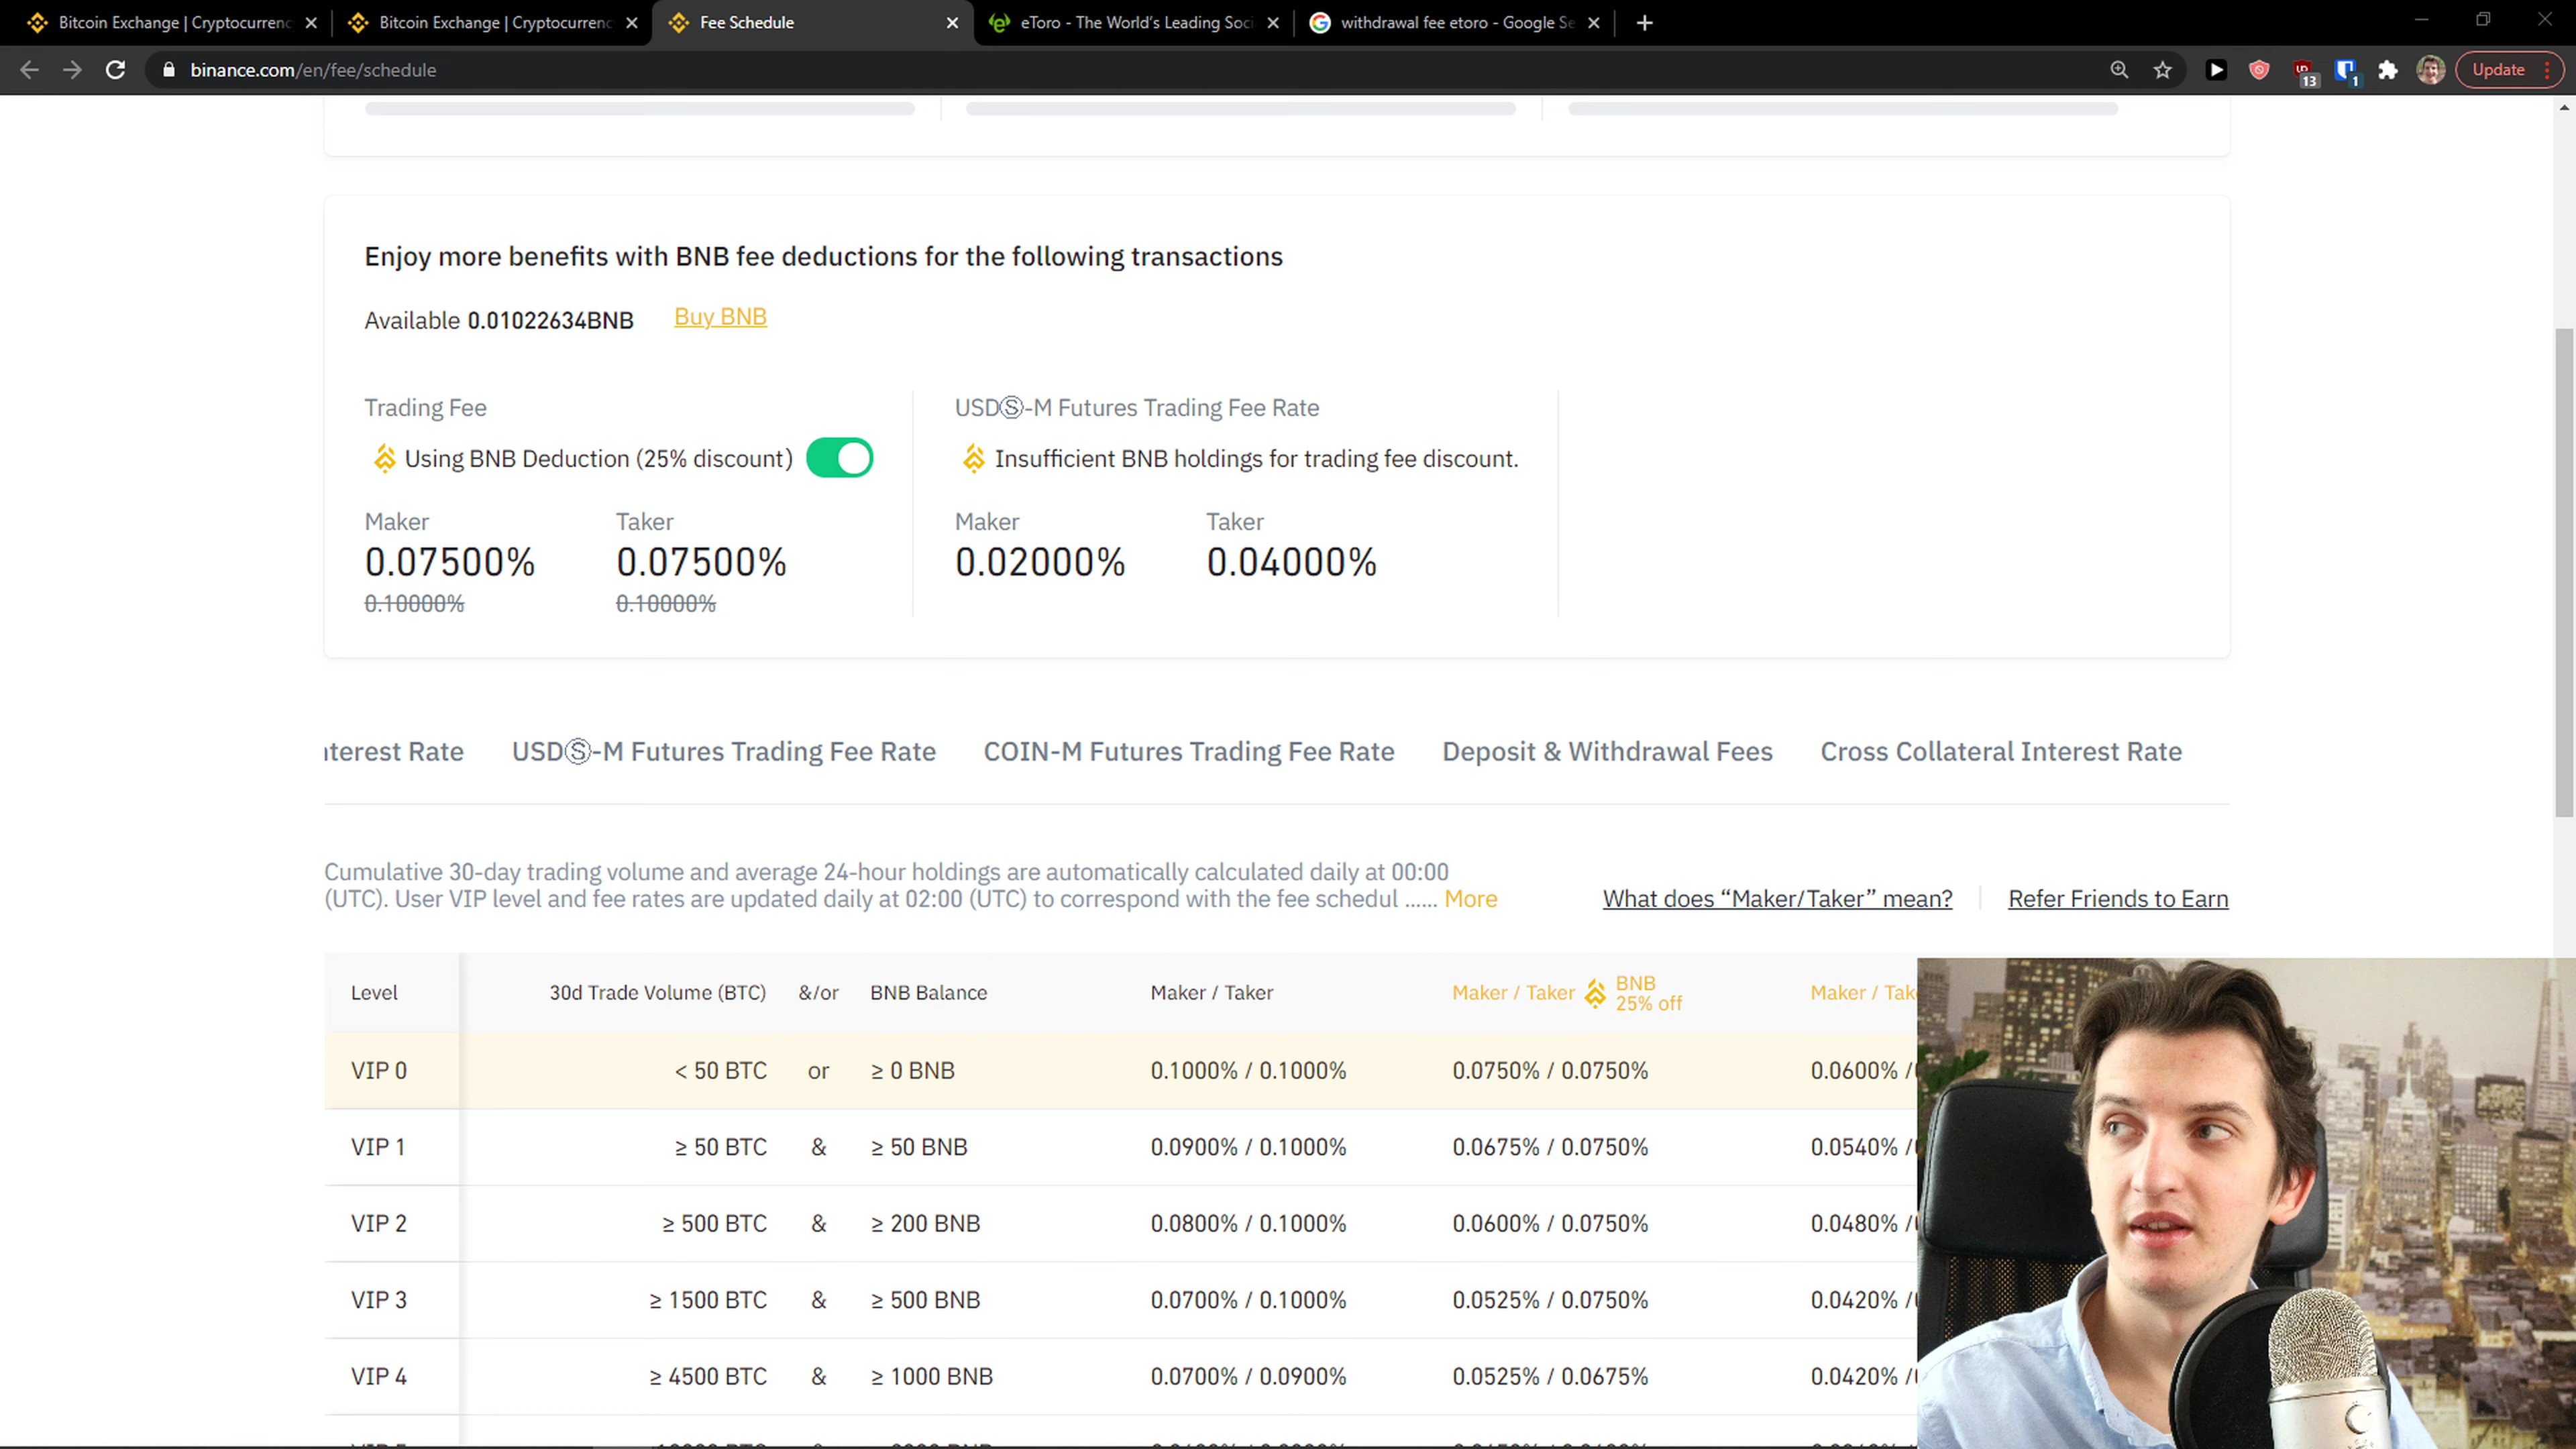 Bitcoin Exchange | Cryptocurrenc
Bitcoin Exchange | Cryptocurrenc
Fee Schedule
eToro - The World's Leading Soci
withdrawal fee etoro - Google Se
binance.com/en/fee/schedule
13
1
Update
Enjoy more benefits with BNB fee deductions for the following transactions
Available 0.01022634BNB
Buy BNB
Trading Fee
Using BNB Deduction (25% discount)
Maker
Taker
0.07500%
0.07500%
0.10000%
0.10000%
USDⓈ-M Futures Trading Fee Rate
Insufficient BNB holdings for trading fee discount.
Maker
Taker
0.02000%
0.04000%
nterest Rate
USDⓈ-M Futures Trading Fee Rate
COIN-M Futures Trading Fee Rate
Deposit & Withdrawal Fees
Cross Collateral Interest Rate
Cumulative 30-day trading volume and average 24-hour holdings are automatically calculated daily at 00:00
(UTC). User VIP level and fee rates are updated daily at 02:00 (UTC) to correspond with the fee schedul ...... More
What does “Maker/Taker” mean?
Refer Friends to Earn
Level 30d Trade Volume (BTC) &/or BNB Balance Maker / Taker Maker / Taker BNB 25% off Maker / Tak
VIP 0 < 50 BTC or ≥ 0 BNB 0.1000% / 0.1000% 0.0750% / 0.0750% 0.0600% /
VIP 1 ≥ 50 BTC & ≥ 50 BNB 0.0900% / 0.1000% 0.0675% / 0.0750% 0.0540% /
VIP 2 ≥ 500 BTC & ≥ 200 BNB 0.0800% / 0.1000% 0.0600% / 0.0750% 0.0480% /
VIP 3 ≥ 1500 BTC & ≥ 500 BNB 0.0700% / 0.1000% 0.0525% / 0.0750% 0.0420% /
VIP 4 ≥ 4500 BTC & ≥ 1000 BNB 0.0700% / 0.0900% 0.0525% / 0.0675% 0.0420% /